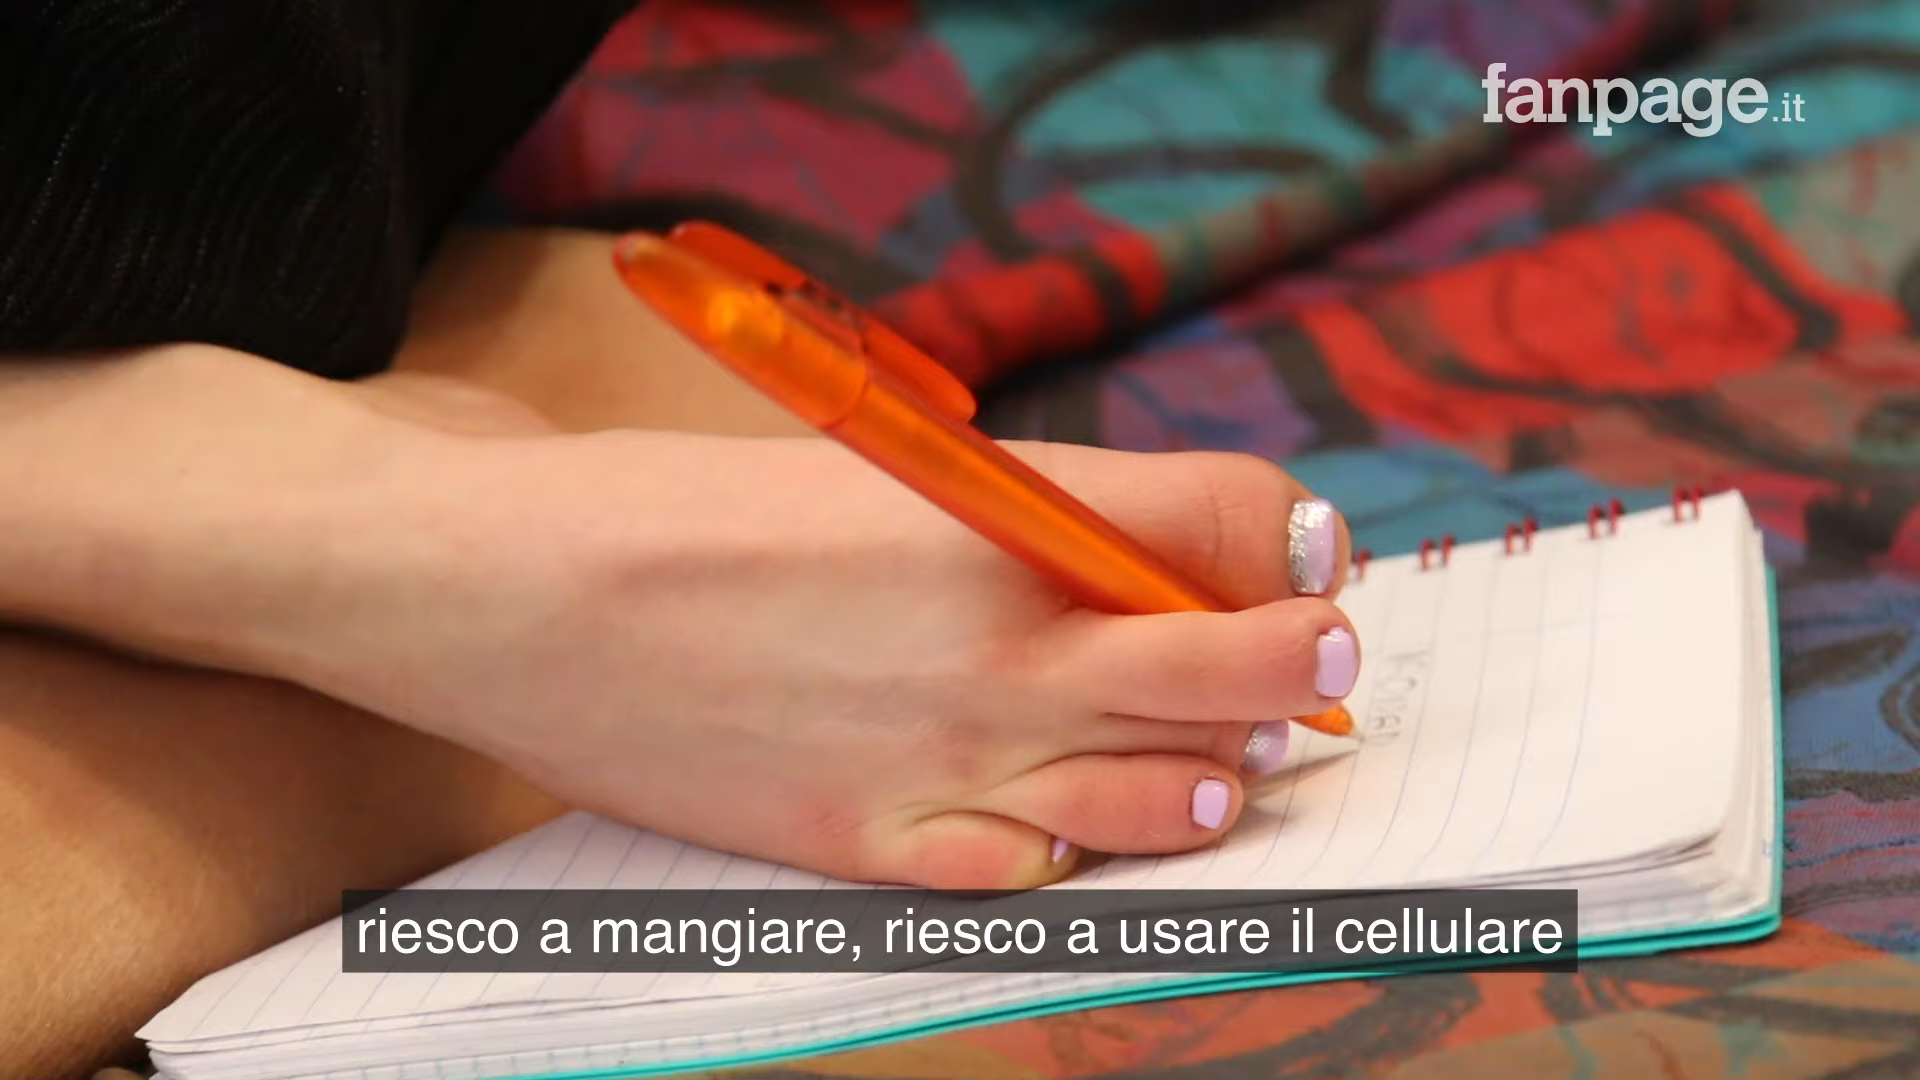 fanpage.it
riesco a mangiare, riesco a usare il cellulare